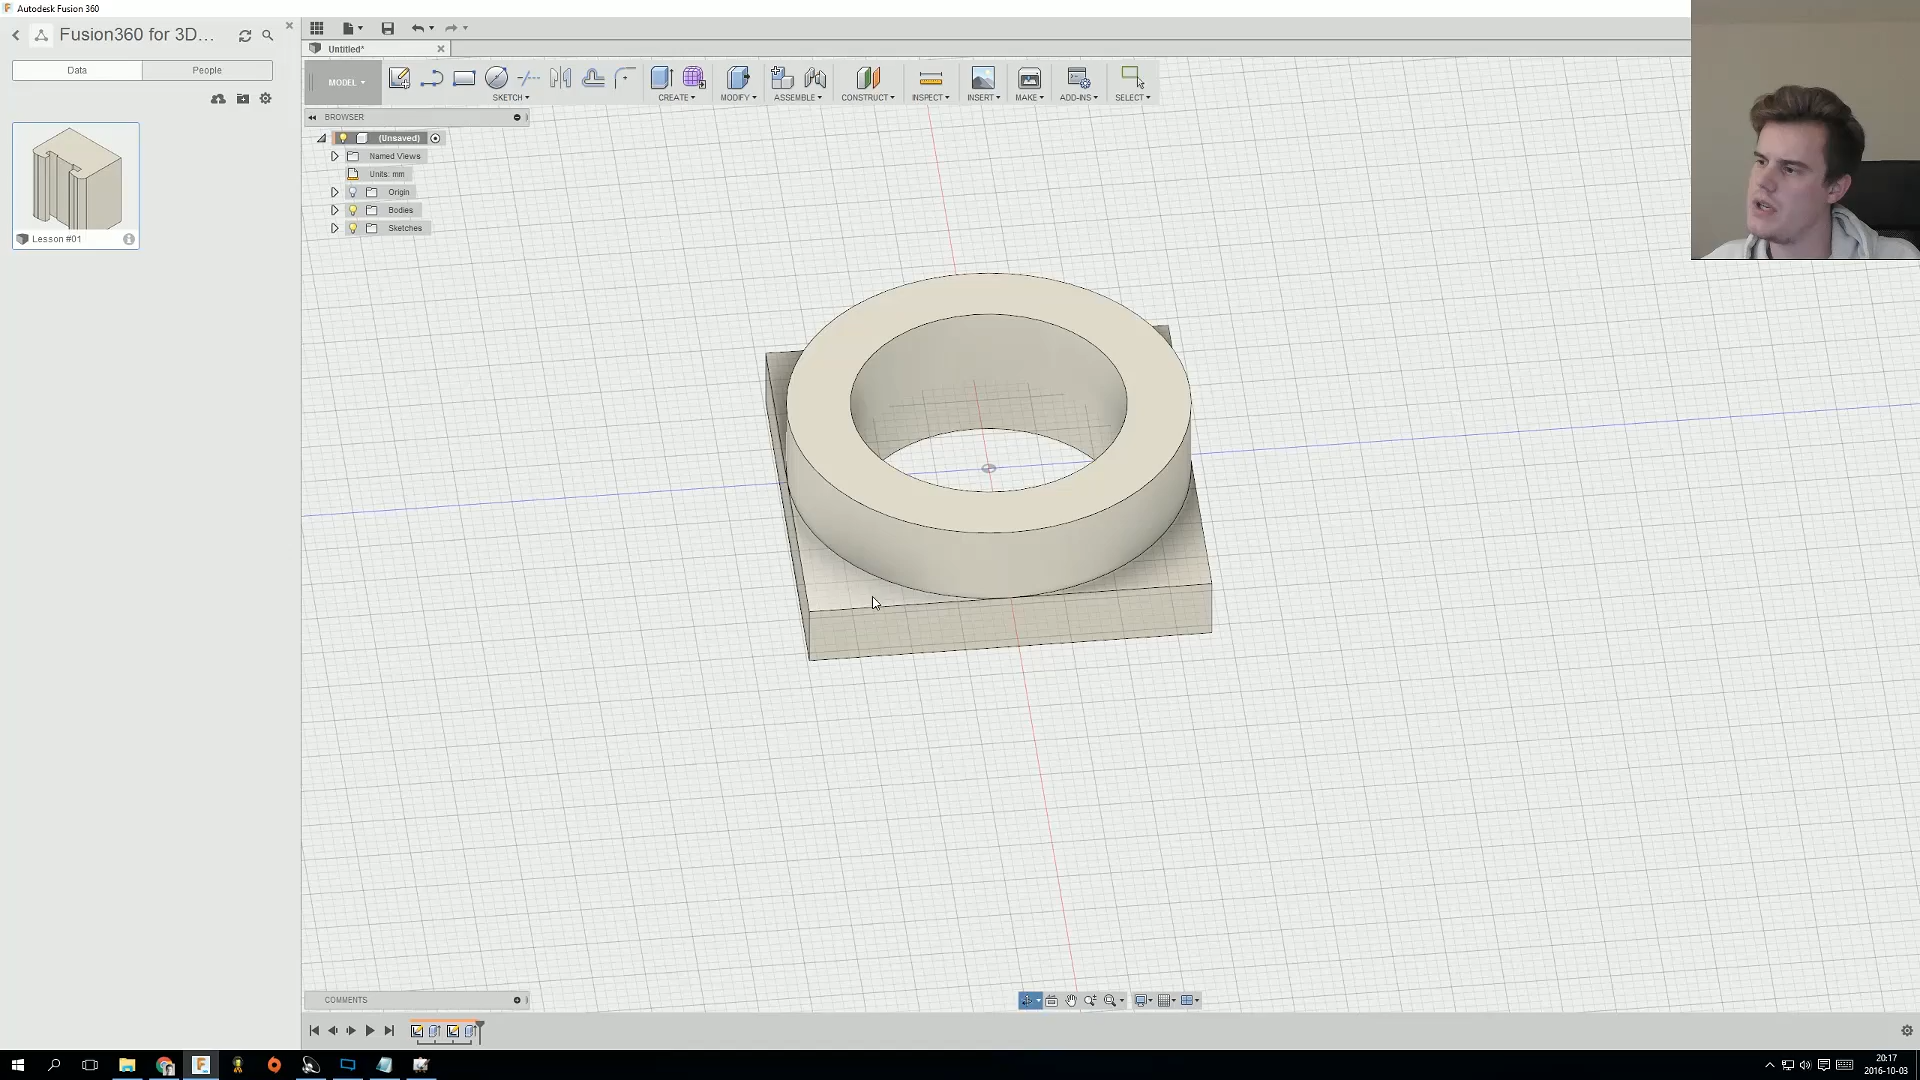 Autodesk Fusion 360
Fusion360 for 3D...
Data
People
Lesson #01
Untitled*
MODEL
SKETCH
CREATE
MODIFY
ASSEMBLE
CONSTRUCT
INSPECT
INSERT
MAKE
ADD-INS
SELECT
BROWSER
(Unsaved)
Named Views
Units: mm
Origin
Bodies
Sketches
COMMENTS
20:17
2016-10-03